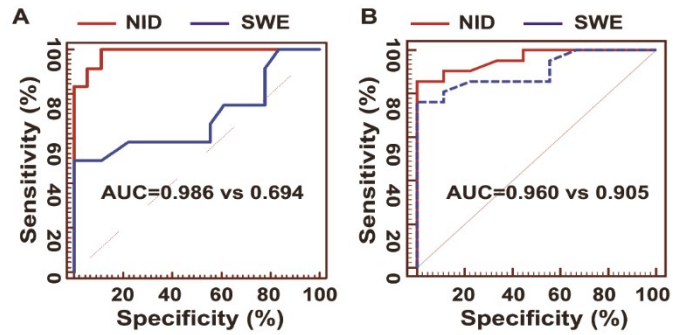 A
NID SWE
100
80
60
40
20
0
Sensitivity (%)
AUC=0.986 vs 0.694
20 40 60 80 100
Specificity (%)
B
NID SWE
100
80
60
40
20
0
Sensitivity (%)
AUC=0.960 vs 0.905
20 40 60 80 100
Specificity (%)